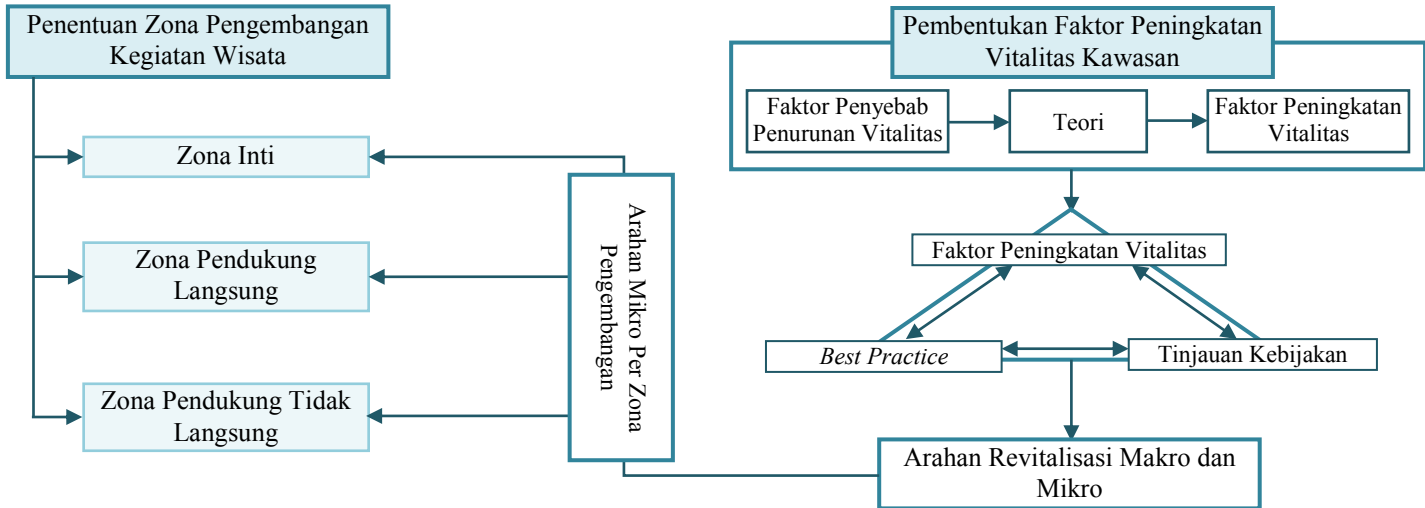 Penentuan Zona Pengembangan
Kegiatan Wisata
Zona Inti
Zona Pendukung
Langsung
Zona Pendukung Tidak
Langsung
Arahan Mikro Per Zona
Pengembangan
Pembentukan Faktor Peningkatan
Vitalitas Kawasan
Faktor Penyebab
Penurunan Vitalitas
Teori
Faktor Peningkatan
Vitalitas
Faktor Peningkatan Vitalitas
Best Practice
Tinjauan Kebijakan
Arahan Revitalisasi Makro dan
Mikro